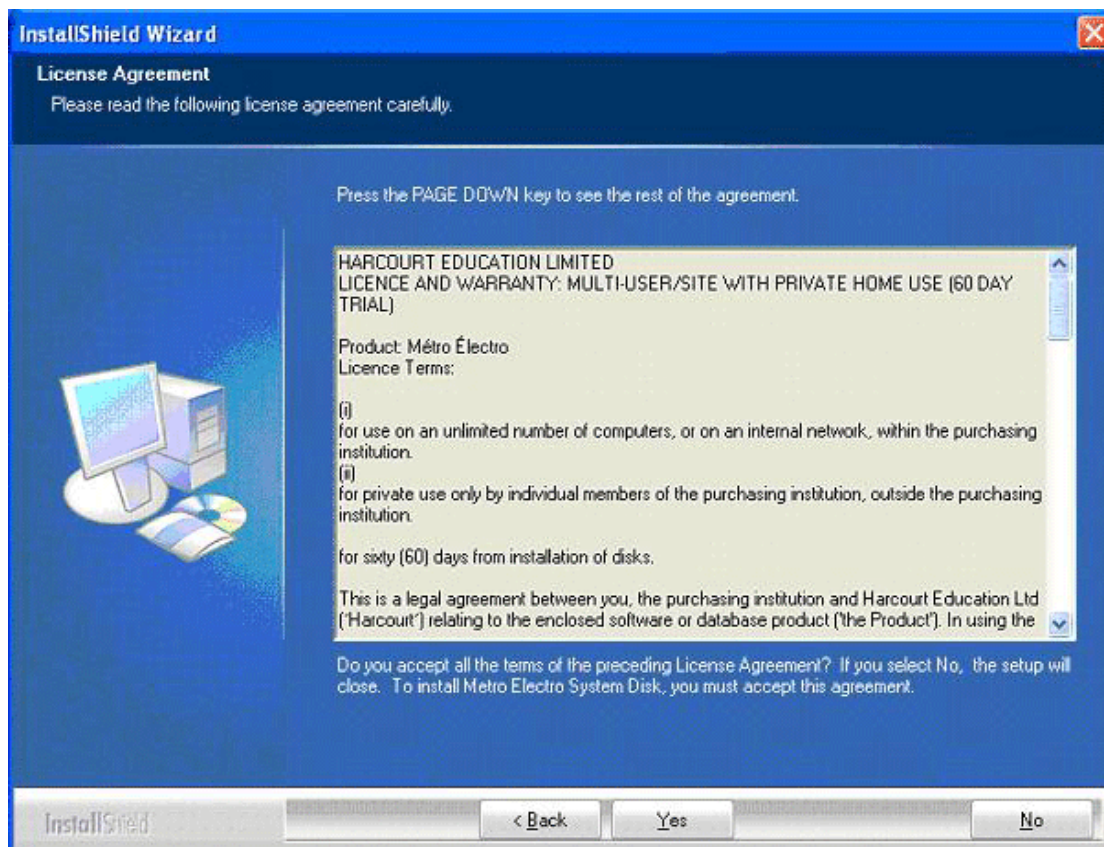 InstallShield Wizard
License Agreement
Please read the following license agreement carefully.
Press the PAGE DOWN key to see the rest of the agreement.
HARCOURT EDUCATION LIMITED
LICENCE AND WARRANTY: MULTI-USER/SITE WITH PRIVATE HOME USE (60 DAY
TRIAL)
Product: Métro Électro
Licence Terms:
(i)
for use on an unlimited number of computers, or on an internal network, within the purchasing
institution.
(ii)
for private use only by individual members of the purchasing institution, outside the purchasing
institution.
for sixty (60) days from installation of disks.
This is a legal agreement between you, the purchasing institution and Harcourt Education Ltd
('Harcourt') relating to the enclosed software or database product ('the Product'). In using the
Do you accept all the terms of the preceding License Agreement? If you select No, the setup will
close. To install Metro Electro System Disk, you must accept this agreement.
InstallShield
< Back
Yes
No